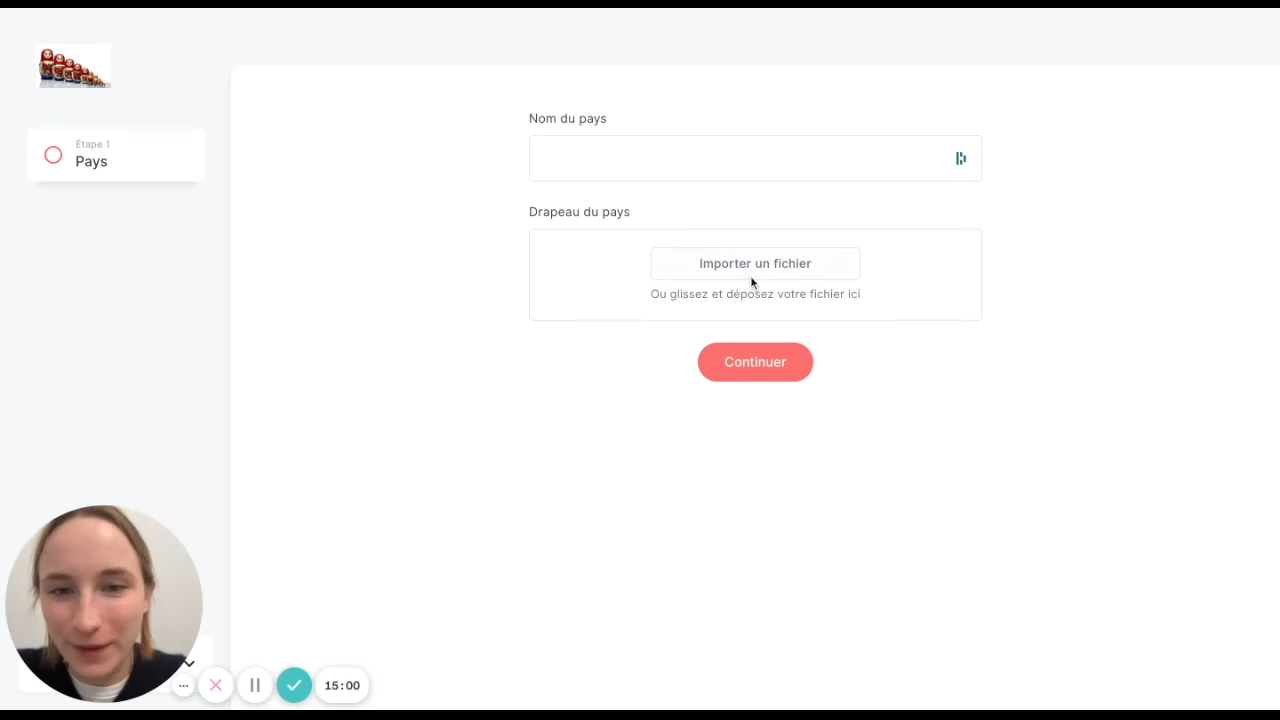 Étape 1
Pays
Nom du pays
Drapeau du pays
Importer un fichier
Ou glissez et déposez votre fichier ici
Continuer
15:00